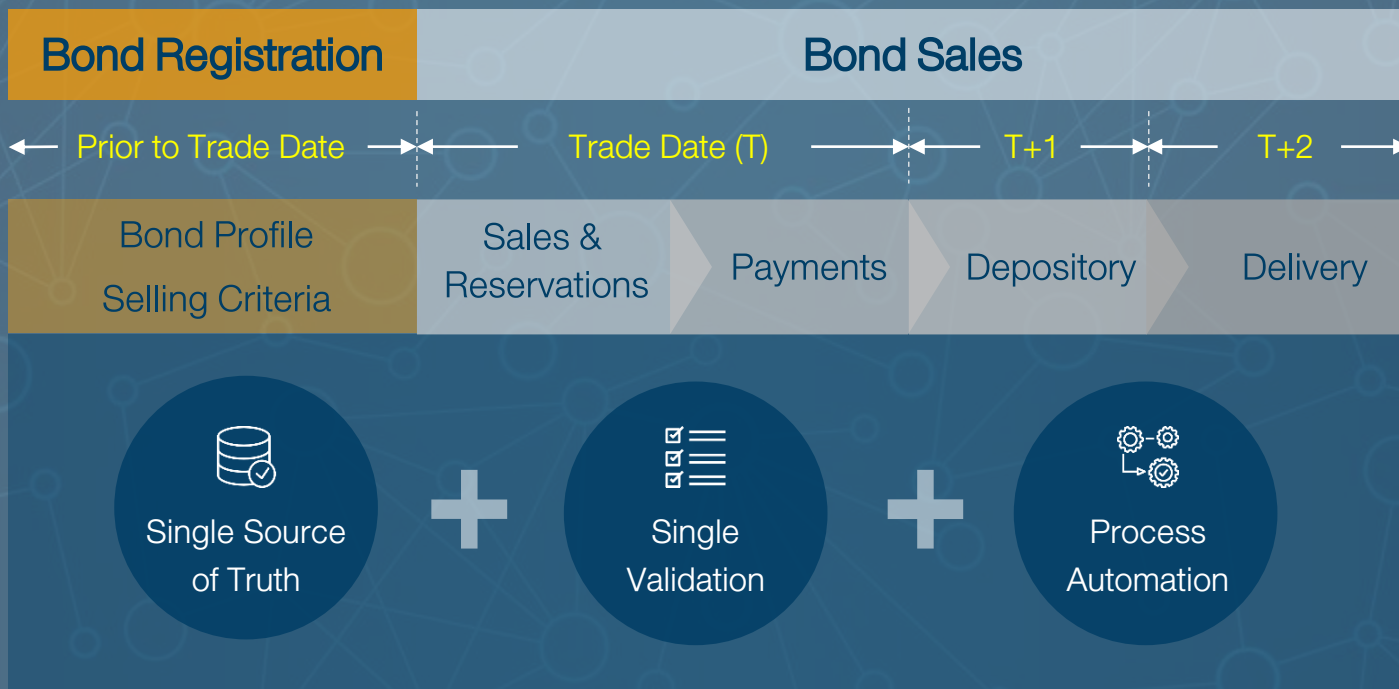 Bond Registration
Bond Sales
Prior to Trade Date
Trade Date (T)
T+1
T+2
Bond Profile
Selling Criteria
Sales &
Reservations
Payments
Depository
Delivery
Single Source
of Truth
Single
Validation
Process
Automation